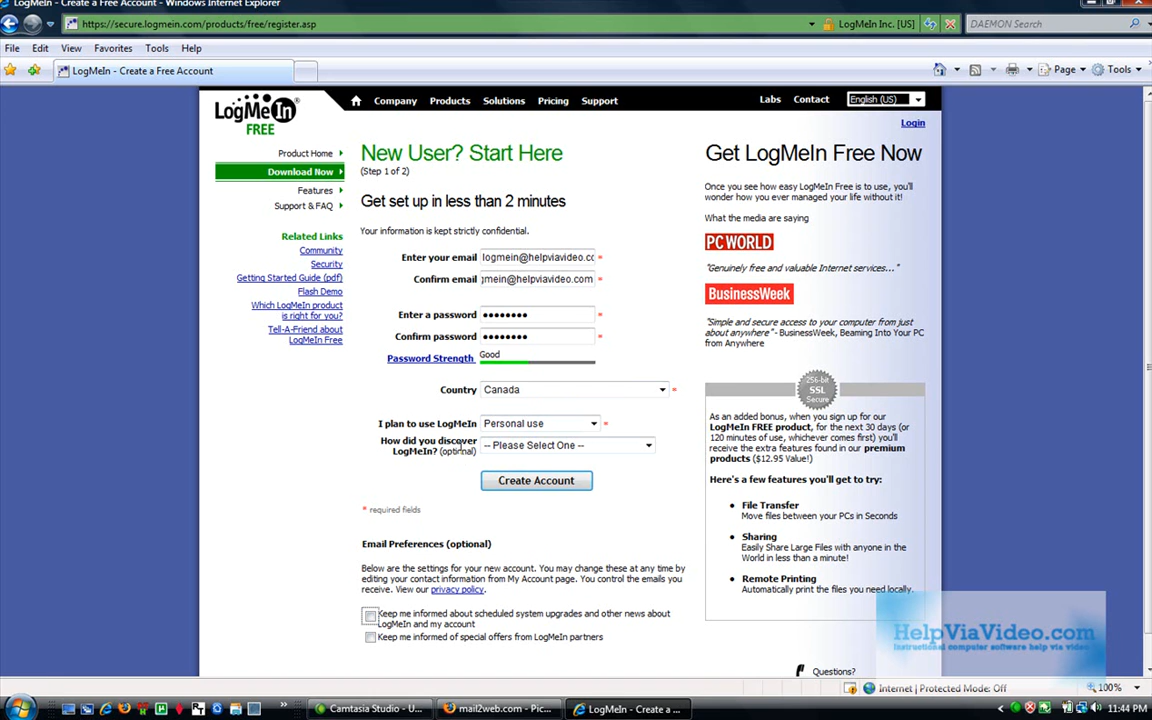 LogMeIn - Create a Free Account - Windows Internet Explorer
https://secure.logmein.com/products/free/register.asp
LogMeIn Inc. [US]
DAEMON Search
File Edit View Favorites Tools Help
LogMeIn - Create a Free Account
Page Tools
LogMeIn®
FREE
Company Products Solutions Pricing Support
Labs Contact English (US)
Login
Product Home
Download Now
Features
Support & FAQ
Related Links
Community
Security
Getting Started Guide (pdf)
Flash Demo
Which LogMeIn product
is right for you?
Tell-A-Friend about
LogMeIn Free
New User? Start Here
(Step 1 of 2)
Get set up in less than 2 minutes
Your information is kept strictly confidential.
Enter your email logmein@helpviavideo.cc *
Confirm email gmein@helpviavideo.com *
Enter a password •••••••• *
Confirm password •••••••• *
Password Strength Good
Country Canada *
I plan to use LogMeIn Personal use *
How did you discover
LogMeIn? (optional) -- Please Select One --
Create Account
* required fields
Email Preferences (optional)
Below are the settings for your new account. You may change these at any time by
editing your contact information from My Account page. You control the emails you
receive. View our privacy policy.
Keep me informed about scheduled system upgrades and other news about
LogMeIn and my account
Keep me informed of special offers from LogMeIn partners
Get LogMeIn Free Now
Once you see how easy LogMeIn Free is to use, you'll
wonder how you ever managed your life without it!
What the media are saying
PC WORLD
"Genuinely free and valuable Internet services..."
BusinessWeek
"Simple and secure access to your computer from just
about anywhere" - BusinessWeek, Beaming Into Your PC
from Anywhere
256-bit
SSL
Secure
As an added bonus, when you sign up for our
LogMeIn FREE product, for the next 30 days (or
120 minutes of use, whichever comes first) you'll
receive the extra features found in our premium
products ($12.95 Value!)
Here's a few features you'll get to try:
• File Transfer
Move files between your PCs in Seconds
• Sharing
Easily Share Large Files with anyone in the
World in less than a minute!
• Remote Printing
Automatically print the files you need locally.
HelpViaVideo.com
instructional computer software help via video
Questions?
Internet | Protected Mode: Off 100%
Camtasia Studio - U...
mail2web.com - Pic...
LogMeIn - Create a ...
11:44 PM